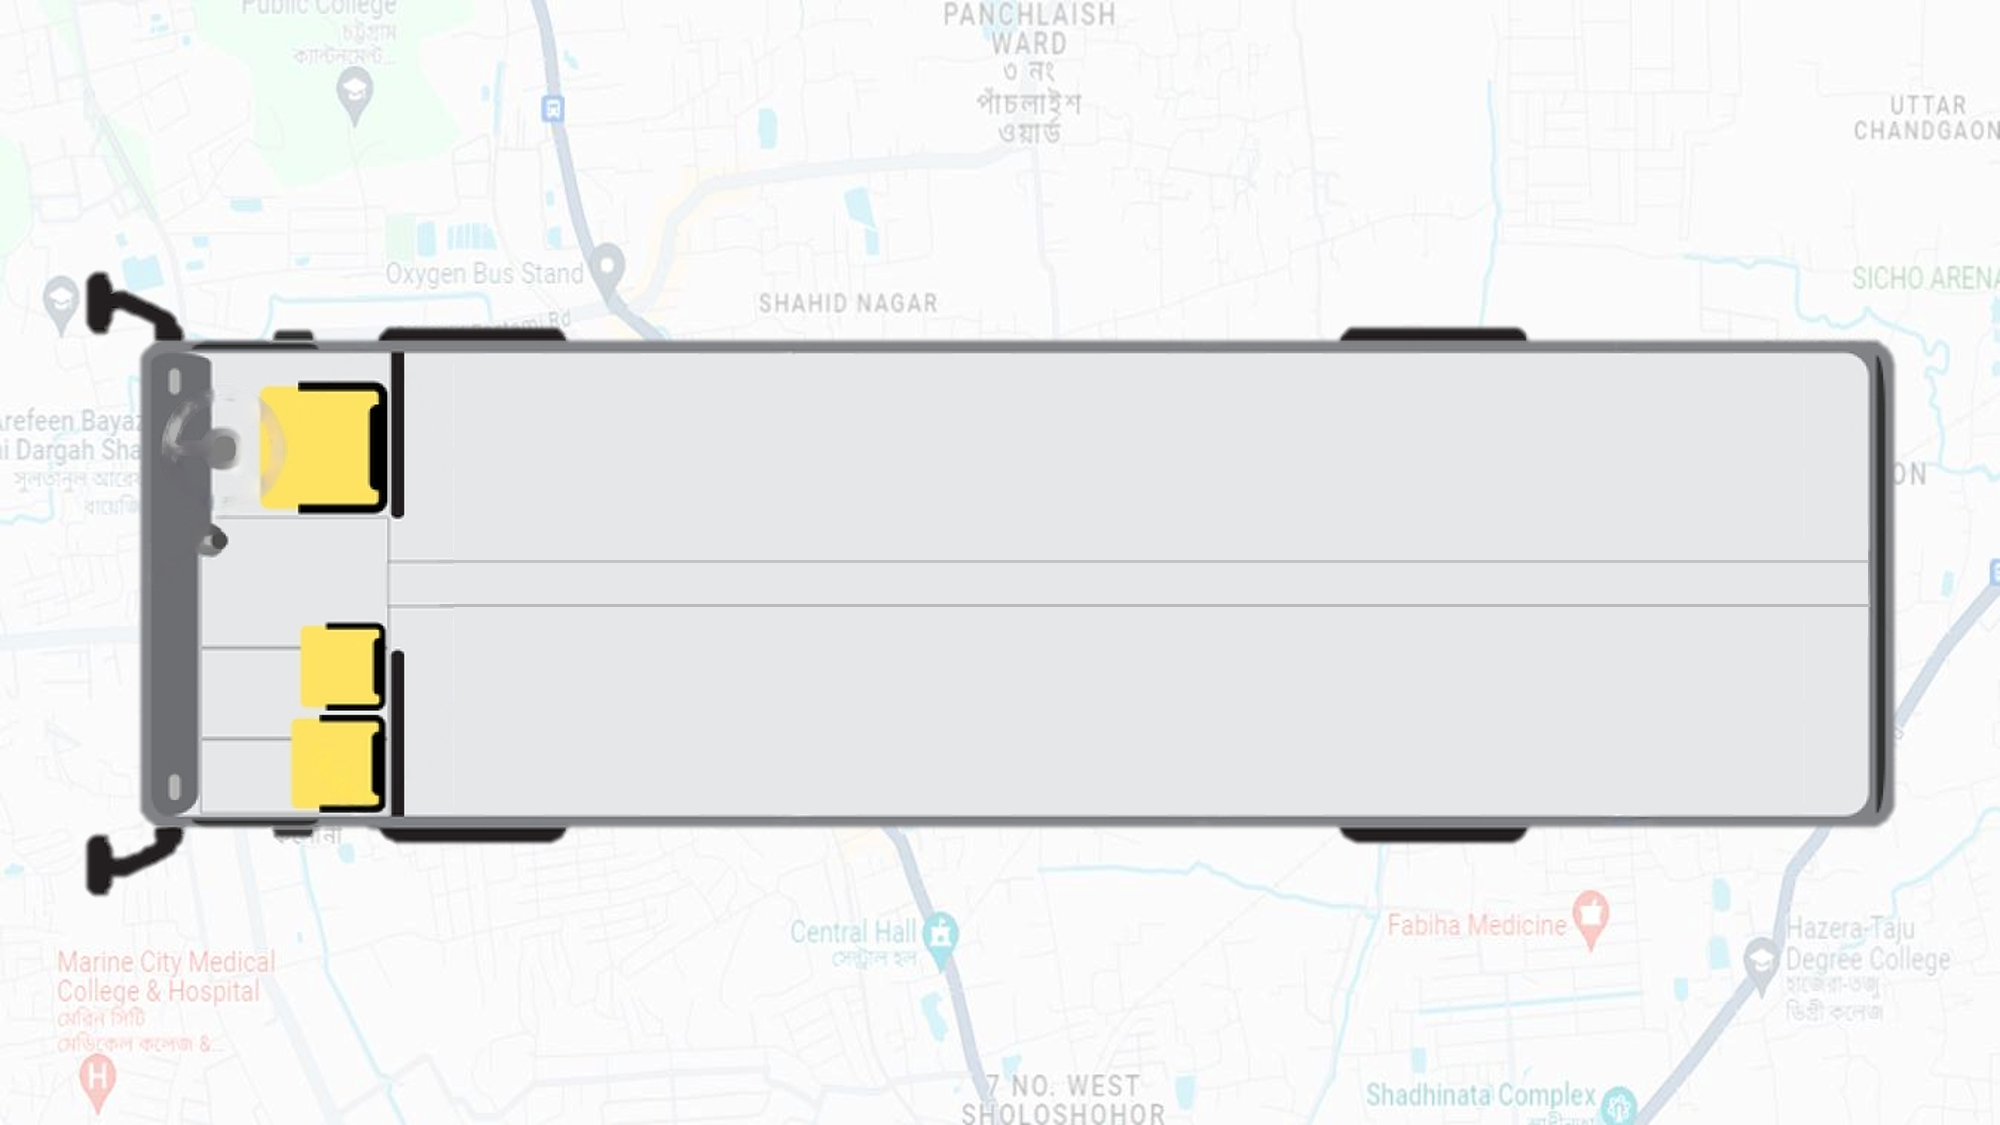 Public College
চট্টগ্রাম
ক্যান্টনমেন্ট...
PANCHLAISH
WARD
৩ নং
পাঁচলাইশ
ওয়ার্ড
UTTAR
CHANDGAON
Oxygen Bus Stand
SHAHID NAGAR
SICHO ARENA
Arefeen Bayaz
i Dargah Sha
সুলতানুল আরে
বায়েজি
ON
Central Hall
সেন্ট্রাল হল
Fabiha Medicine
Hazera-Taju
Degree College
হাজেরা-তজু
ডিগ্রী কলেজ
Marine City Medical
College & Hospital
মেরিন সিটি
মেডিকেল কলেজ &...
H
7 NO. WEST
SHOLOSHOHOR
Shadhinata Complex